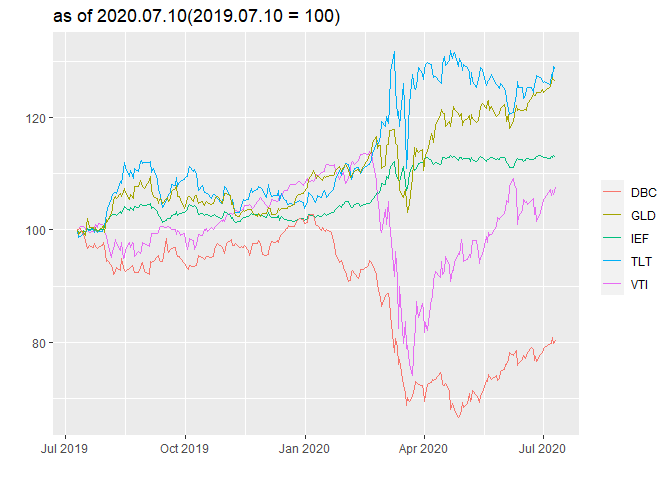 as of 2020.07.10(2019.07.10 = 100)
120
100
80
Jul 2019
Oct 2019
Jan 2020
Apr 2020
Jul 2020
DBC
GLD
IEF
TLT
VTI